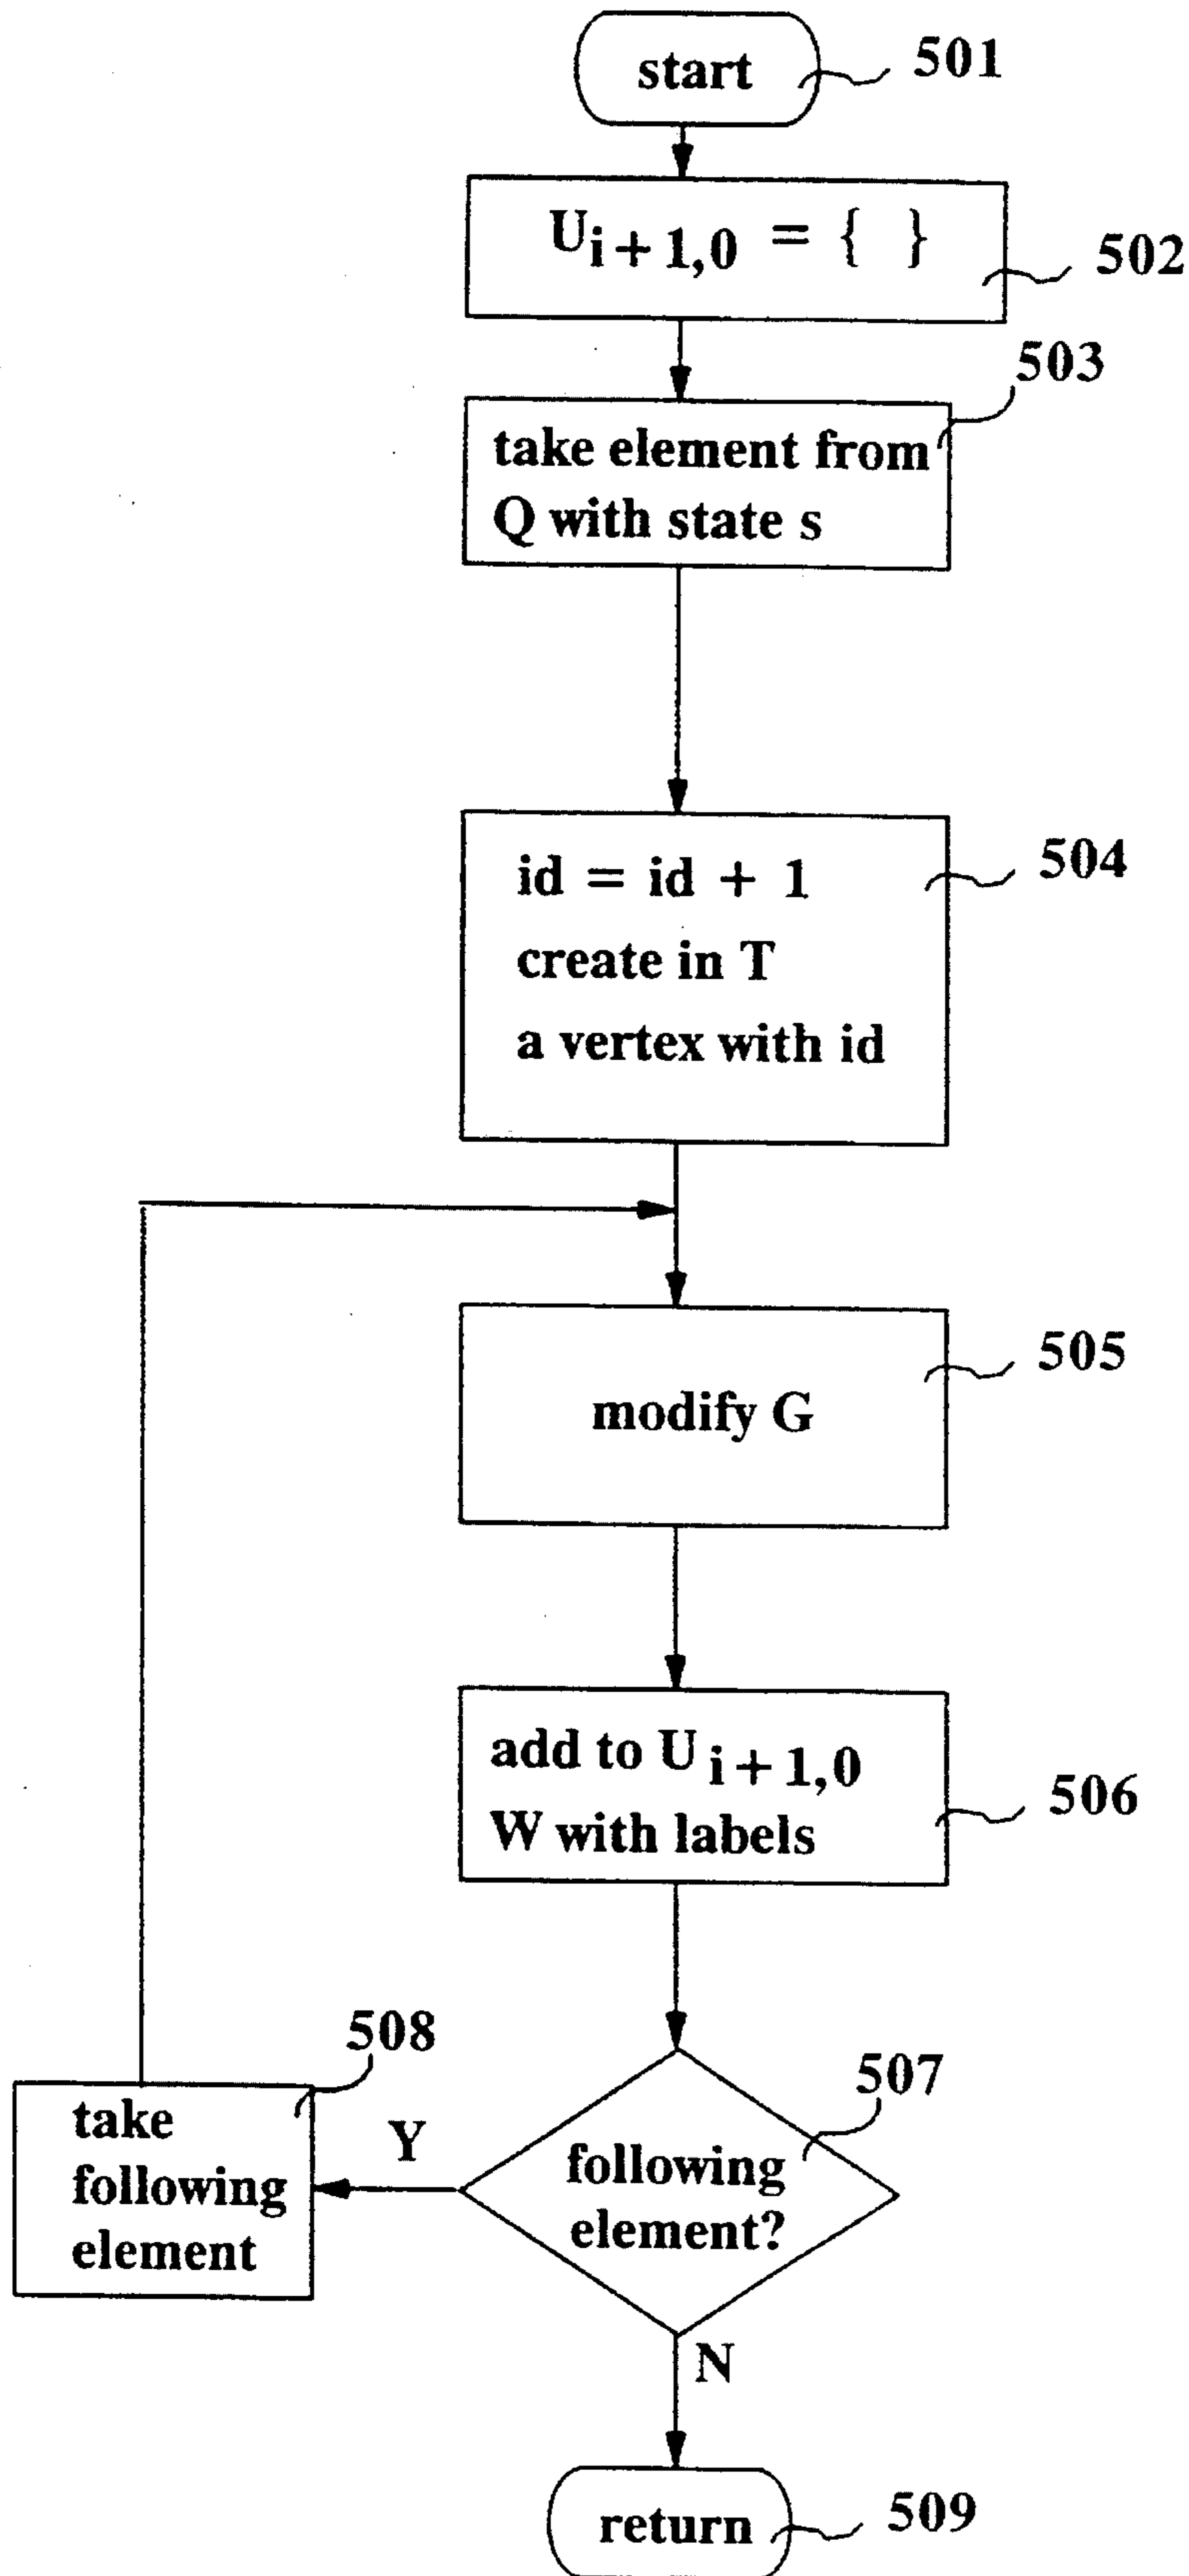 start
501
U i + 1,0 = { }
502
503
take element from
Q with state s
id = id + 1
504
create in T
a vertex with id
505
modify G
add to U i + 1,0
506
W with labels
508
507
take
following
element
Y
following
element?
N
return
509